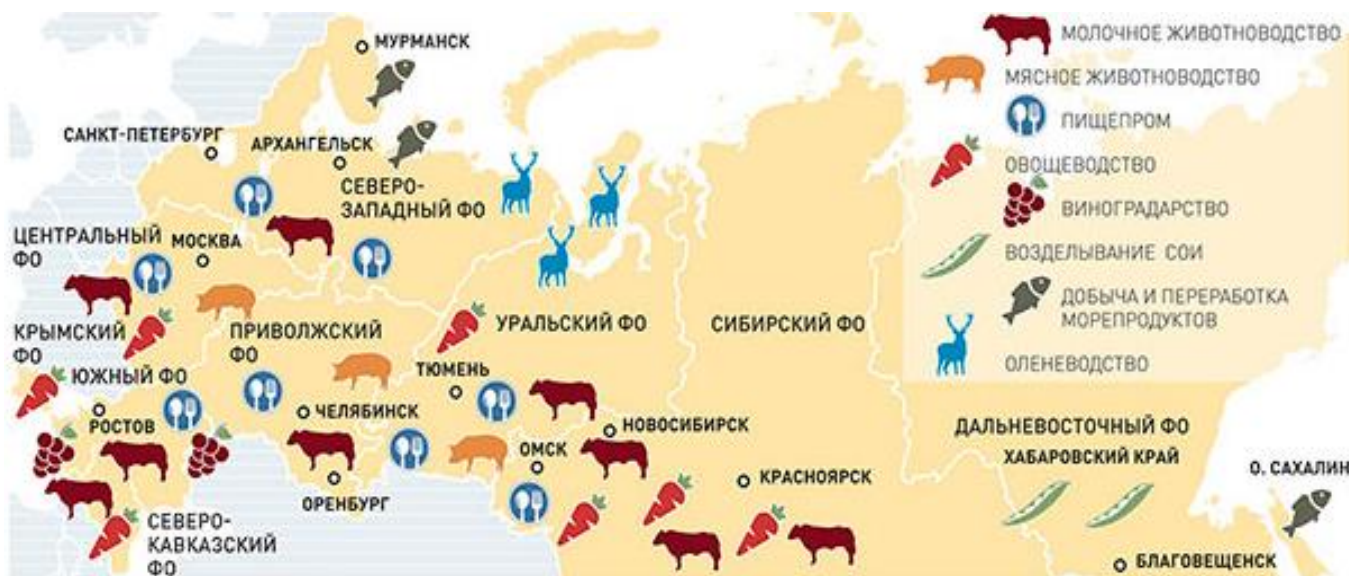 МУРМАНСК
САНКТ-ПЕТЕРБУРГ
АРХАНГЕЛЬСК
СЕВЕРО-
ЗАПАДНЫЙ ФО
ЦЕНТРАЛЬНЫЙ
ФО
МОСКВА
КРЫМСКИЙ
ФО
ПРИВОЛЖСКИЙ
ФО
УРАЛЬСКИЙ ФО
СИБИРСКИЙ ФО
ЮЖНЫЙ ФО
ТЮМЕНЬ
РОСТОВ
ЧЕЛЯБИНСК
НОВОСИБИРСК
ОМСК
КРАСНОЯРСК
ОРЕНБУРГ
СЕВЕРО-
КАВКАЗСКИЙ
ФО
ДАЛЬНЕВОСТОЧНЫЙ ФО
ХАБАРОВСКИЙ КРАЙ
О. САХАЛИН
БЛАГОВЕЩЕНСК
МОЛОЧНОЕ ЖИВОТНОВОДСТВО
МЯСНОЕ ЖИВОТНОВОДСТВО
ПИЩЕПРОМ
ОВОЩЕВОДСТВО
ВИНОГРАДАРСТВО
ВОЗДЕЛЫВАНИЕ СОИ
ДОБЫЧА И ПЕРЕРАБОТКА
МОРЕПРОДУКТОВ
ОЛЕНЕВОДСТВО